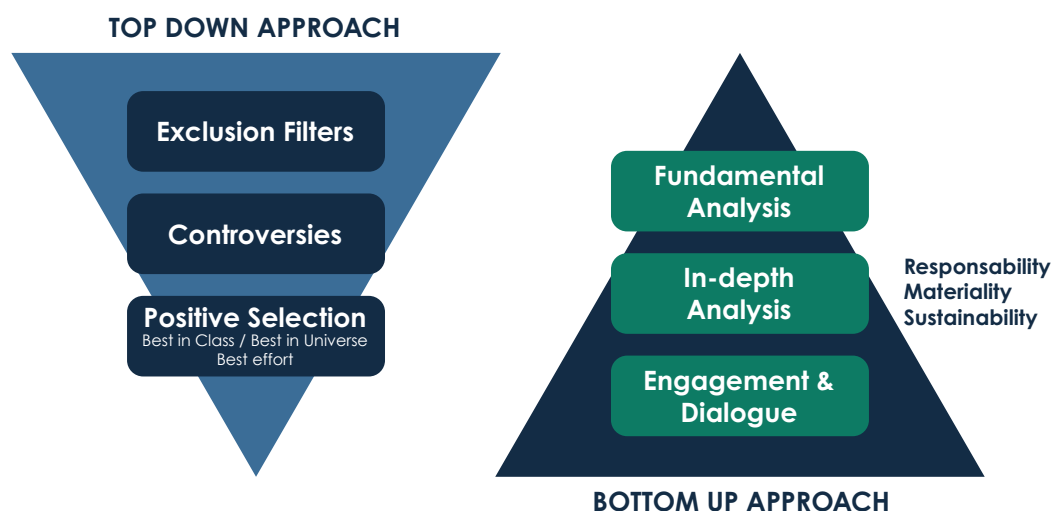 TOP DOWN APPROACH
Exclusion Filters
Controversies
Positive Selection
Best in Class / Best in Universe
Best effort
Fundamental
Analysis
In-depth
Analysis
Engagement &
Dialogue
Responsability
Materiality
Sustainability
BOTTOM UP APPROACH